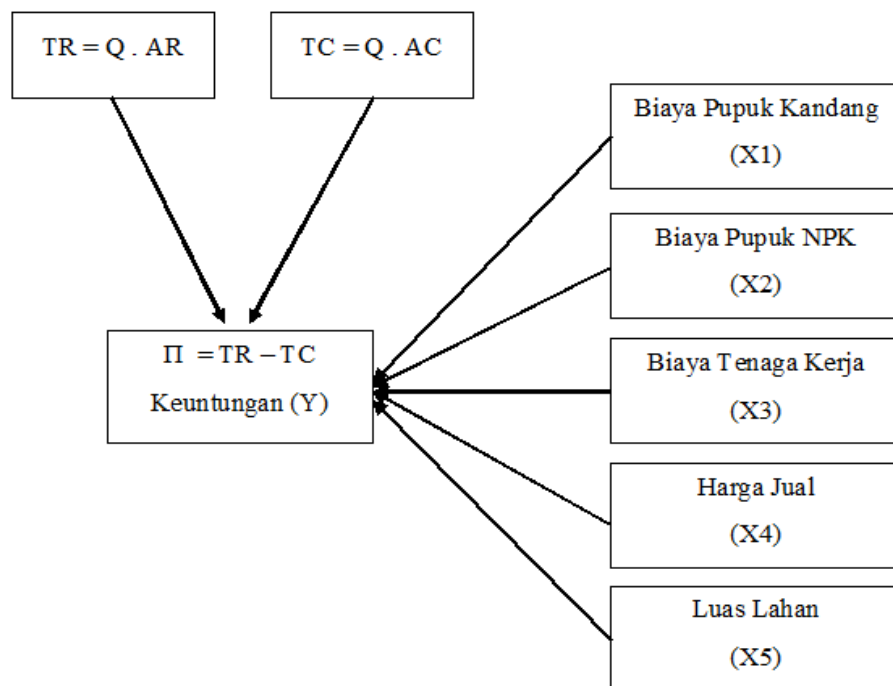 TR = Q . AR
TC = Q . AC
Biaya Pupuk Kandang
(X1)
Biaya Pupuk NPK
(X2)
Π = TR – TC
Keuntungan (Y)
Biaya Tenaga Kerja
(X3)
Harga Jual
(X4)
Luas Lahan
(X5)